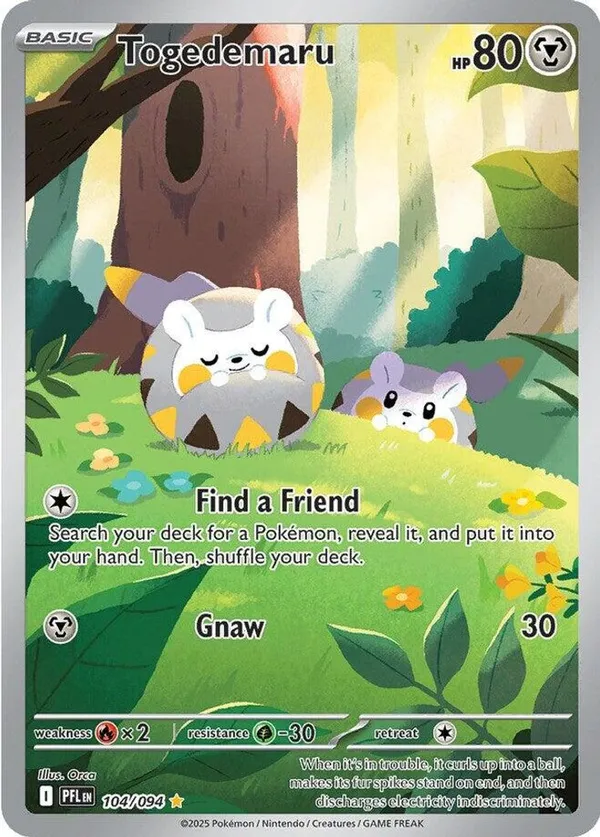 BASIC Togedemaru HP 80
Find a Friend
Search your deck for a Pokémon, reveal it, and put it into
your hand. Then, shuffle your deck.
Gnaw 30
weakness ×2 resistance -30 retreat
When it's in trouble, it curls up into a ball,
makes its fur spikes stand on end, and then
discharges electricity indiscriminately.
Illus. Orca
I PFL EN 104/094
©2025 Pokémon / Nintendo / Creatures / GAME FREAK